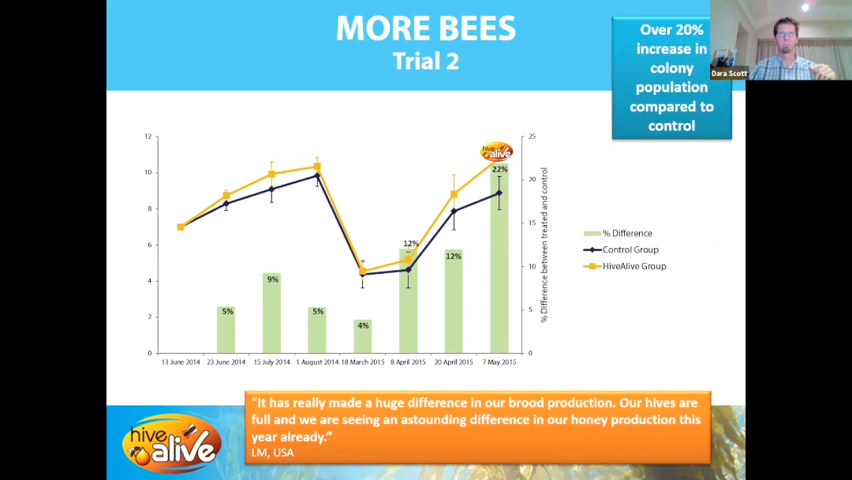 MORE BEES
Trial 2
Over 20%
increase in
colony
population
compared to
control
Dara Scott
12
10
8
6
4
2
0
25
20
15
10
5
0
% Difference between treated and control
5%
9%
5%
4%
12%
12%
hive
alive
22%
13 June 2014
23 June 2014
15 July 2014
1 August 2014
18 March 2015
8 April 2015
20 April 2015
7 May 2015
% Difference
Control Group
HiveAlive Group
"It has really made a huge difference in our brood production. Our hives are
full and we are seeing an astounding difference in our honey production this
year already."
LM, USA
hive
alive